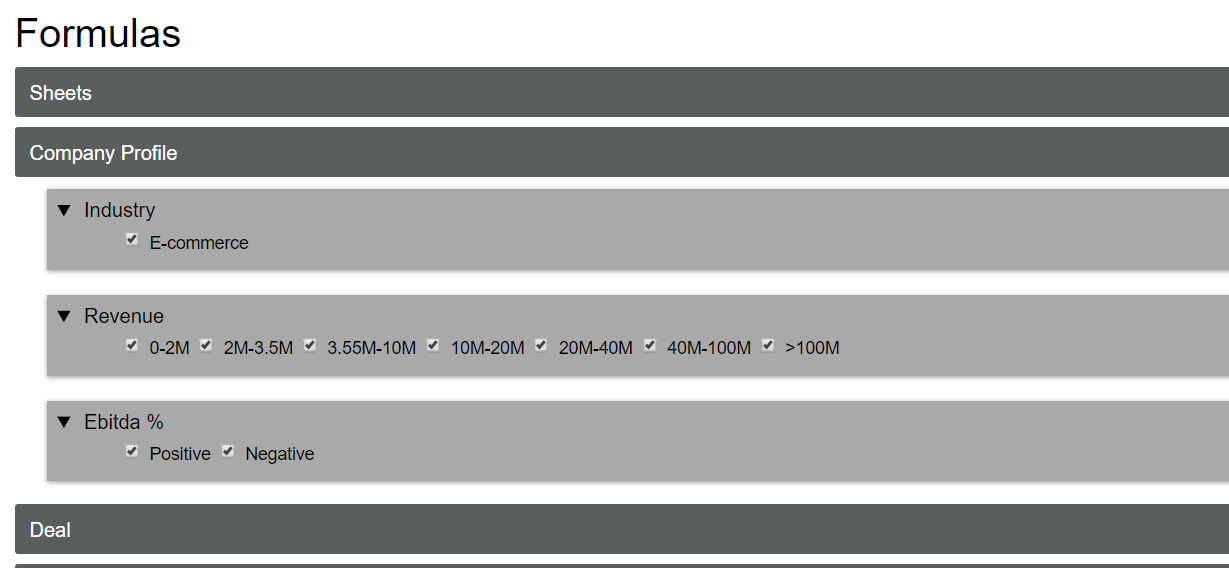 Formulas
Sheets
Company Profile
Industry
E-commerce
Revenue
0-2M 2M-3.5M 3.55M-10M 10M-20M 20M-40M 40M-100M >100M
Ebitda %
Positive Negative
Deal